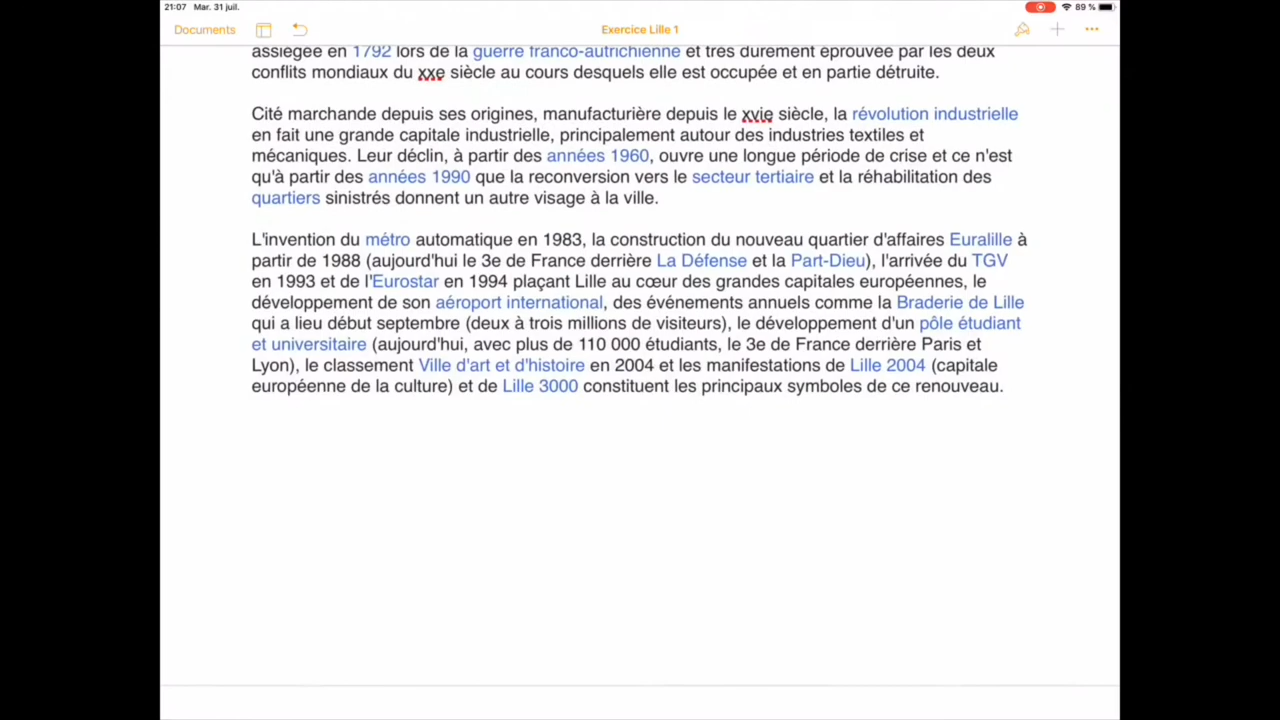 21:07 Mar. 31 juil.
89 %
Documents
Exercice Lille 1
assiégée en 1792 lors de la guerre franco-autrichienne et très durement éprouvée par les deux
conflits mondiaux du xxe siècle au cours desquels elle est occupée et en partie détruite.
Cité marchande depuis ses origines, manufacturière depuis le xvie siècle, la révolution industrielle
en fait une grande capitale industrielle, principalement autour des industries textiles et
mécaniques. Leur déclin, à partir des années 1960, ouvre une longue période de crise et ce n'est
qu'à partir des années 1990 que la reconversion vers le secteur tertiaire et la réhabilitation des
quartiers sinistrés donnent un autre visage à la ville.
L'invention du métro automatique en 1983, la construction du nouveau quartier d'affaires Euralille à
partir de 1988 (aujourd'hui le 3e de France derrière La Défense et la Part-Dieu), l'arrivée du TGV
en 1993 et de l'Eurostar en 1994 plaçant Lille au cœur des grandes capitales européennes, le
développement de son aéroport international, des événements annuels comme la Braderie de Lille
qui a lieu début septembre (deux à trois millions de visiteurs), le développement d'un pôle étudiant
et universitaire (aujourd'hui, avec plus de 110 000 étudiants, le 3e de France derrière Paris et
Lyon), le classement Ville d'art et d'histoire en 2004 et les manifestations de Lille 2004 (capitale
européenne de la culture) et de Lille 3000 constituent les principaux symboles de ce renouveau.